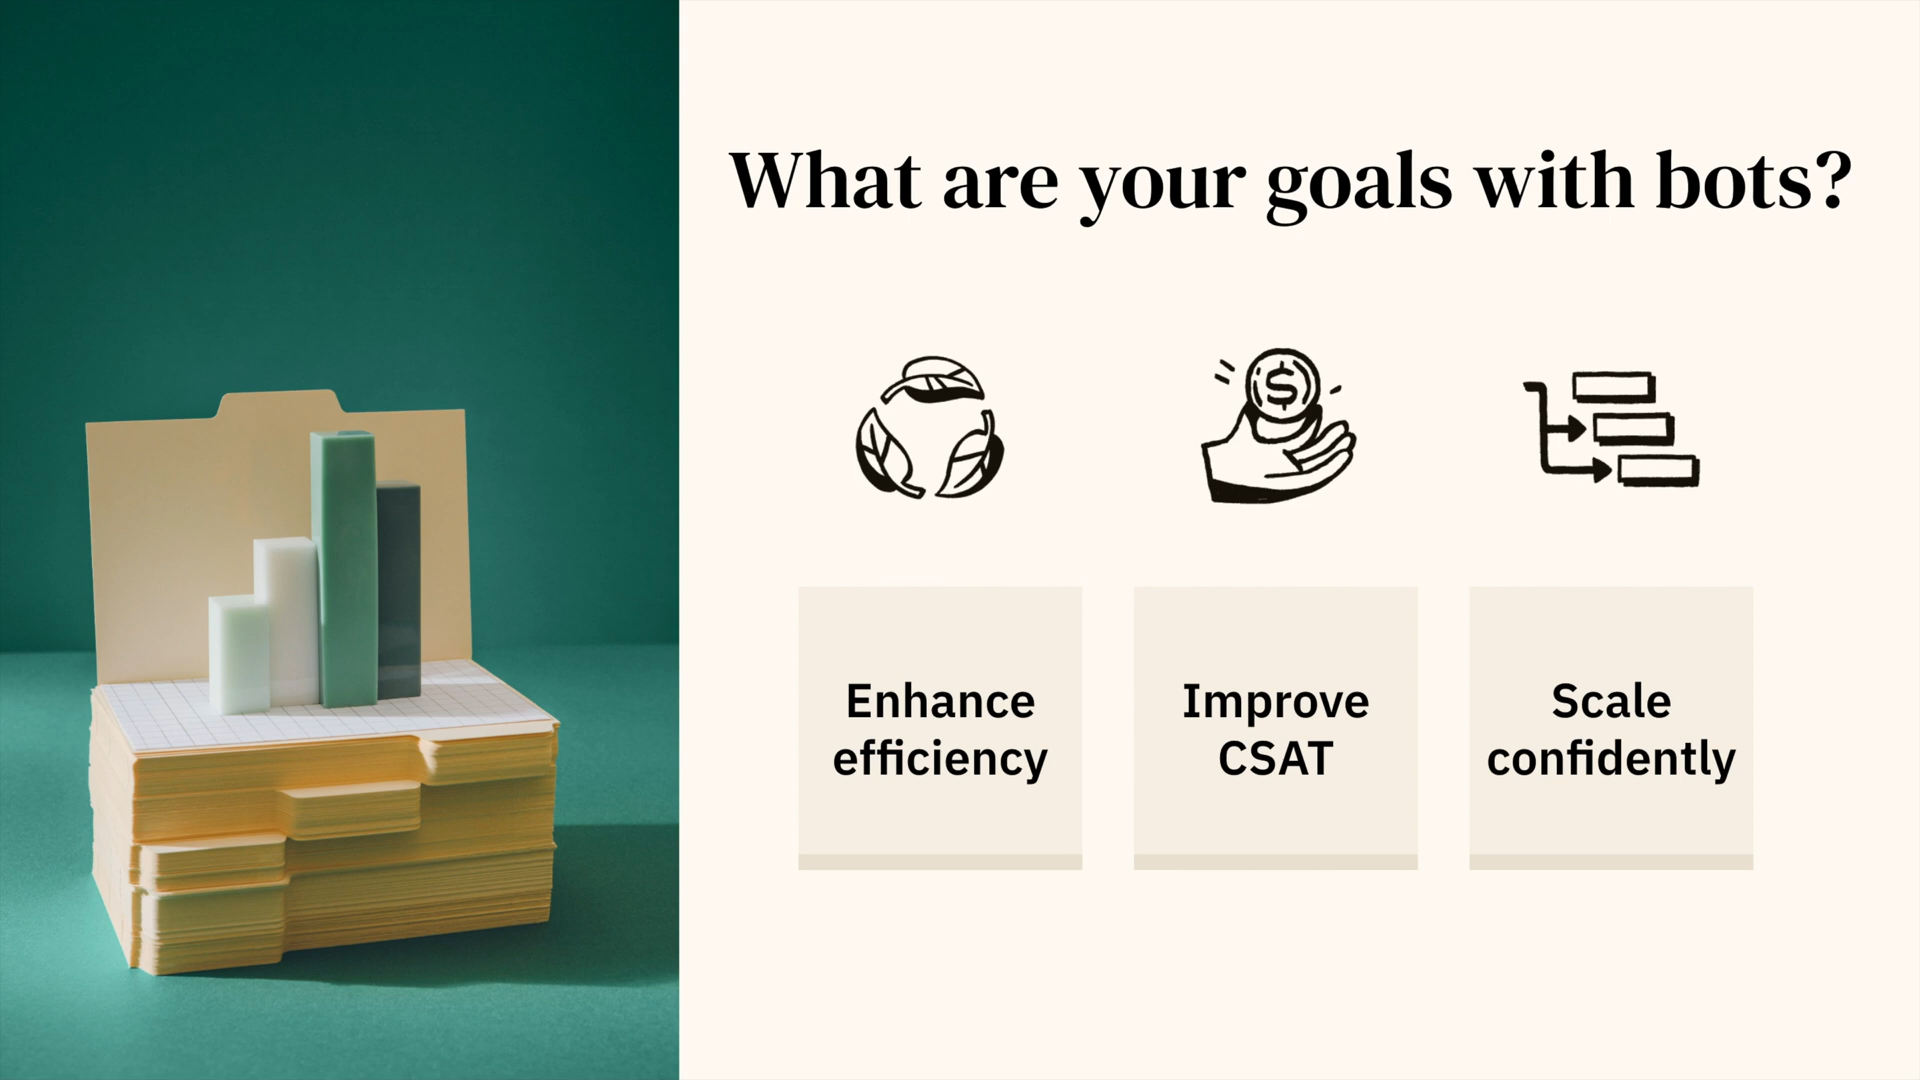 What are your goals with bots?
Enhance
efficiency
Improve
CSAT
Scale
confidently